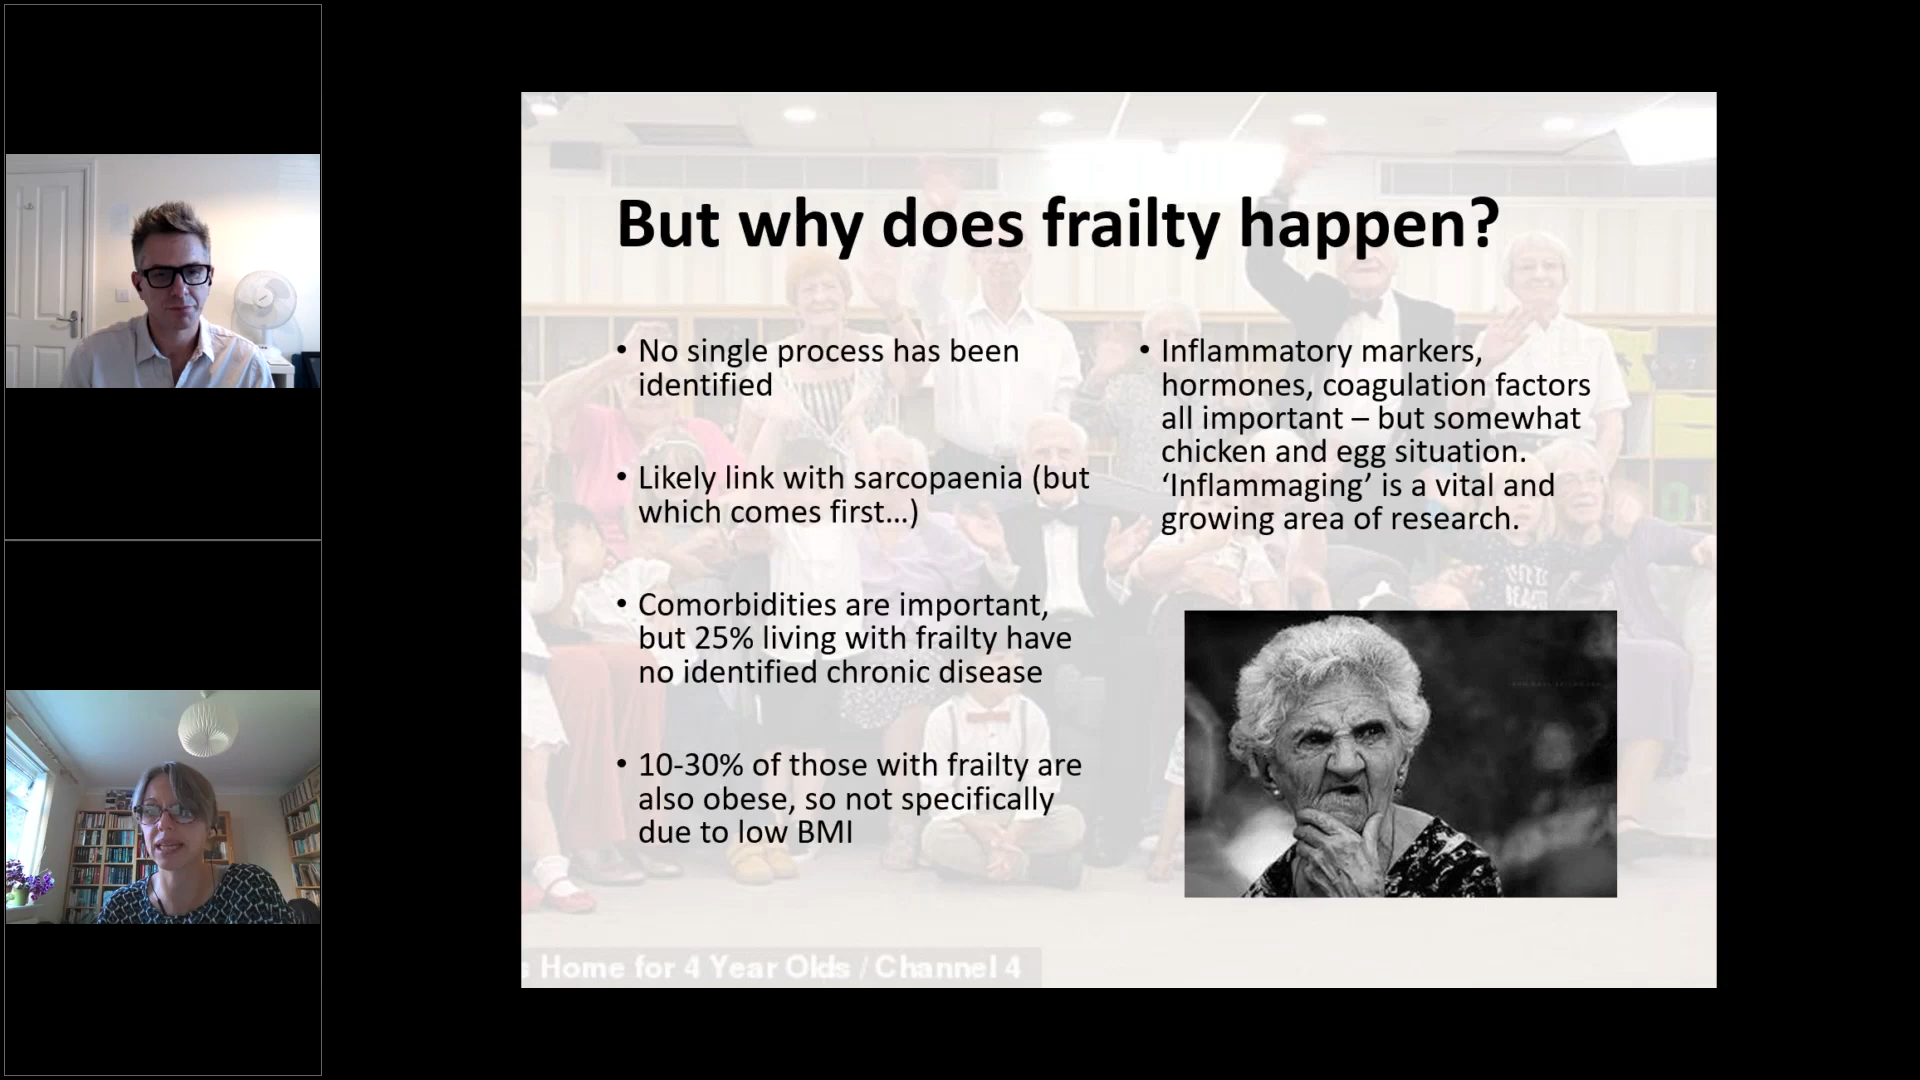 But why does frailty happen?
• No single process has been
identified
• Likely link with sarcopaenia (but
which comes first...)
• Comorbidities are important,
but 25% living with frailty have
no identified chronic disease
• 10-30% of those with frailty are
also obese, so not specifically
due to low BMI
• Inflammatory markers,
hormones, coagulation factors
all important – but somewhat
chicken and egg situation.
‘Inflammaging’ is a vital and
growing area of research.
s Home for 4 Year Olds / Channel 4